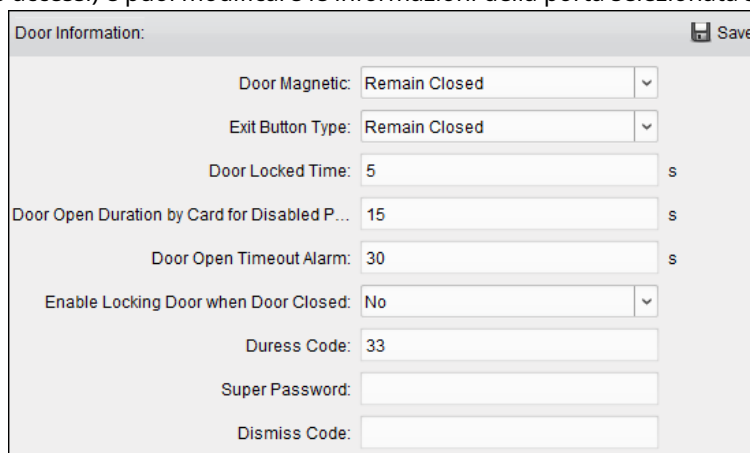 Door Information: Save
Door Magnetic: Remain Closed
Exit Button Type: Remain Closed
Door Locked Time: 5 s
Door Open Duration by Card for Disabled P... 15 s
Door Open Timeout Alarm: 30 s
Enable Locking Door when Door Closed: No
Duress Code: 33
Super Password:
Dismiss Code: